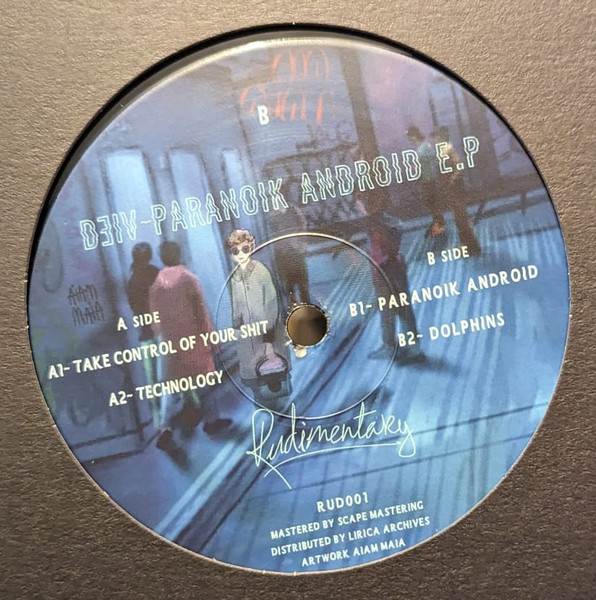 B
DƎIV-PARANOIK ANDROID E.P
AIAM
MAIA
A SIDE
A1- TAKE CONTROL OF YOUR SHIT
A2- TECHNOLOGY
B SIDE
B1- PARANOIK ANDROID
B2- DOLPHINS
Rudimentary
RUD001
MASTERED BY SCAPE MASTERING
DISTRIBUTED BY LIRICA ARCHIVES
ARTWORK AIAM MAIA